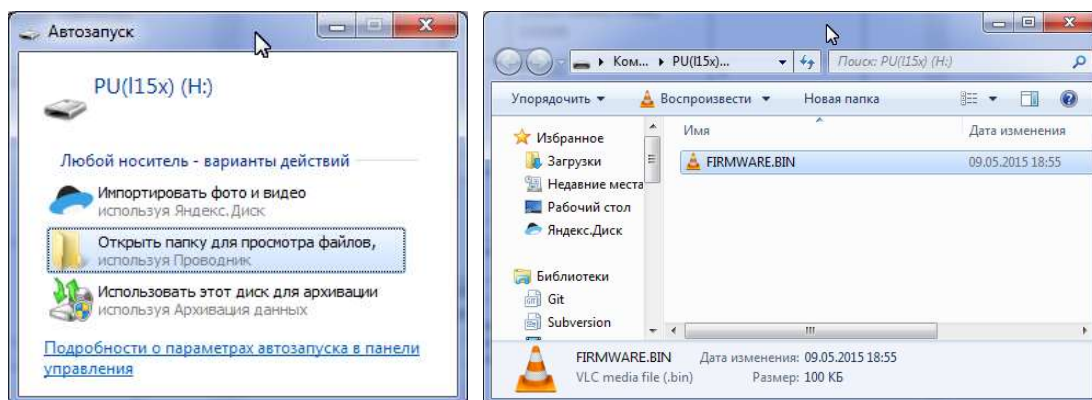 Автозапуск
PU(l15x) (H:)
Любой носитель - варианты действий
Импортировать фото и видео
используя Яндекс.Диск
Открыть папку для просмотра файлов,
используя Проводник
Использовать этот диск для архивации
используя Архивация данных
Подробности о параметрах автозапуска в панели
управления
Ком... PU(l15x)... Поиск: PU(l15x) (H:)
Упорядочить Воспроизвести Новая папка
Имя Дата изменения
Избранное
Загрузки
Недавние места
Рабочий стол
Яндекс.Диск
Библиотеки
Git
Subversion
FIRMWARE.BIN 09.05.2015 18:55
FIRMWARE.BIN Дата изменения: 09.05.2015 18:55
VLC media file (.bin) Размер: 100 КБ